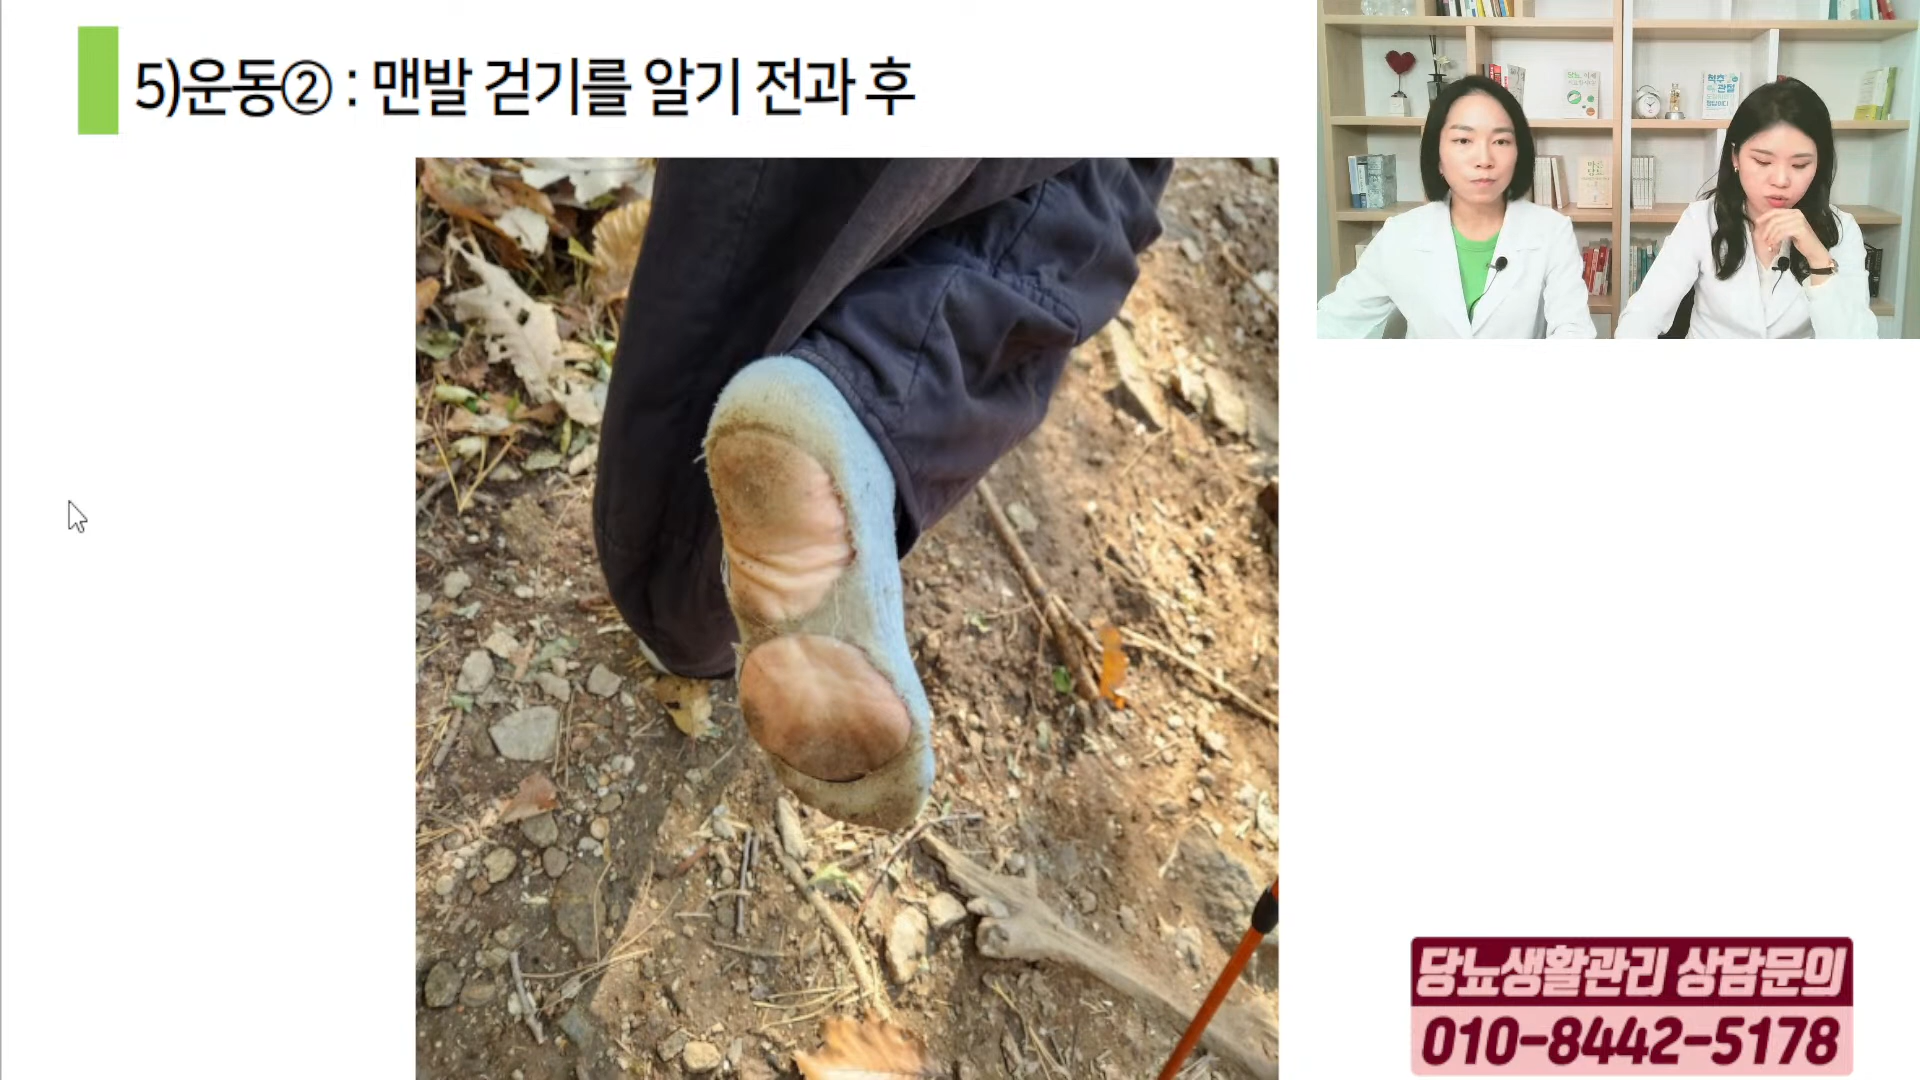 5)운동② : 맨발 걷기를 알기 전과 후
당뇨생활관리 상담문의
010-8442-5178